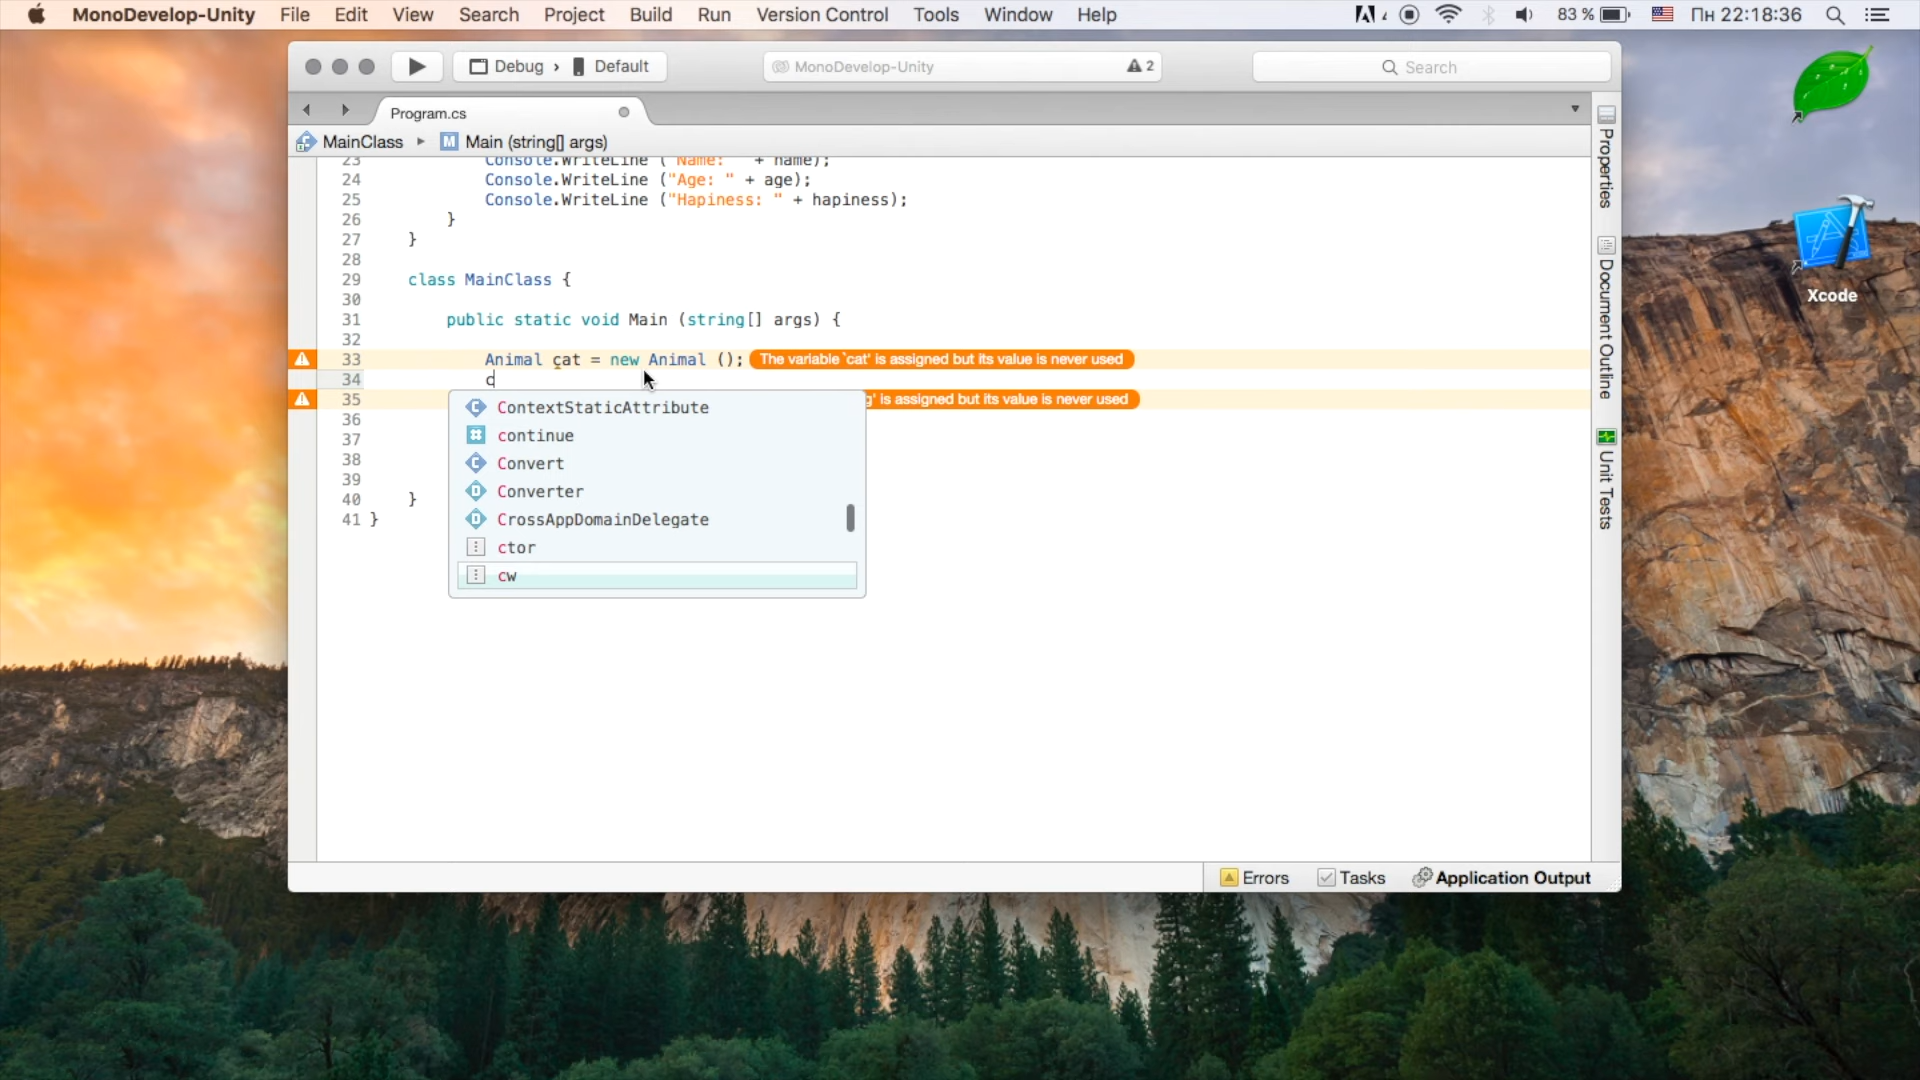 MonoDevelop-Unity File Edit View Search Project Build Run Version Control Tools Window Help 83 % Пн 22:18:36
Debug › Default MonoDevelop-Unity 2 Search
Program.cs
MainClass Main (string[] args)
23 Console.WriteLine ("Name: " + name);
24 Console.WriteLine ("Age: " + age);
25 Console.WriteLine ("Hapiness: " + hapiness);
26 }
27 }
28
29 class MainClass {
30
31 public static void Main (string[] args) {
32
33 Animal cat = new Animal (); The variable `cat' is assigned but its value is never used
34 c
35 g' is assigned but its value is never used
36
37
38
39
40 }
41 }
ContextStaticAttribute
continue
Convert
Converter
CrossAppDomainDelegate
ctor
cw
Properties
Document Outline
Unit Tests
Errors Tasks Application Output
Xcode